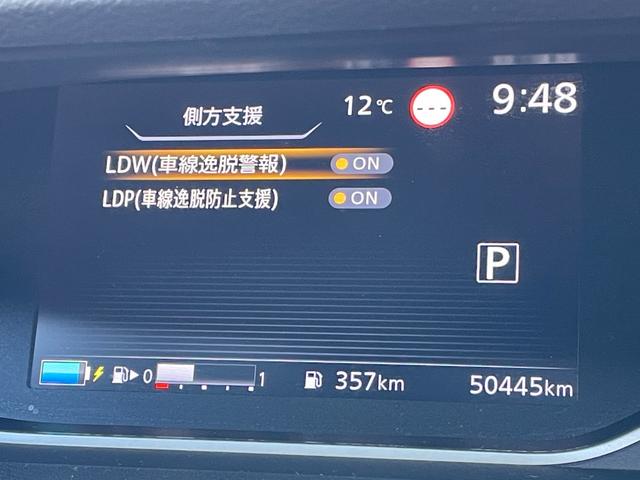 側方支援 12℃ --- 9:48
LDW(車線逸脱警報) ON
LDP(車線逸脱防止支援) ON
P
0 1 357km 50445km